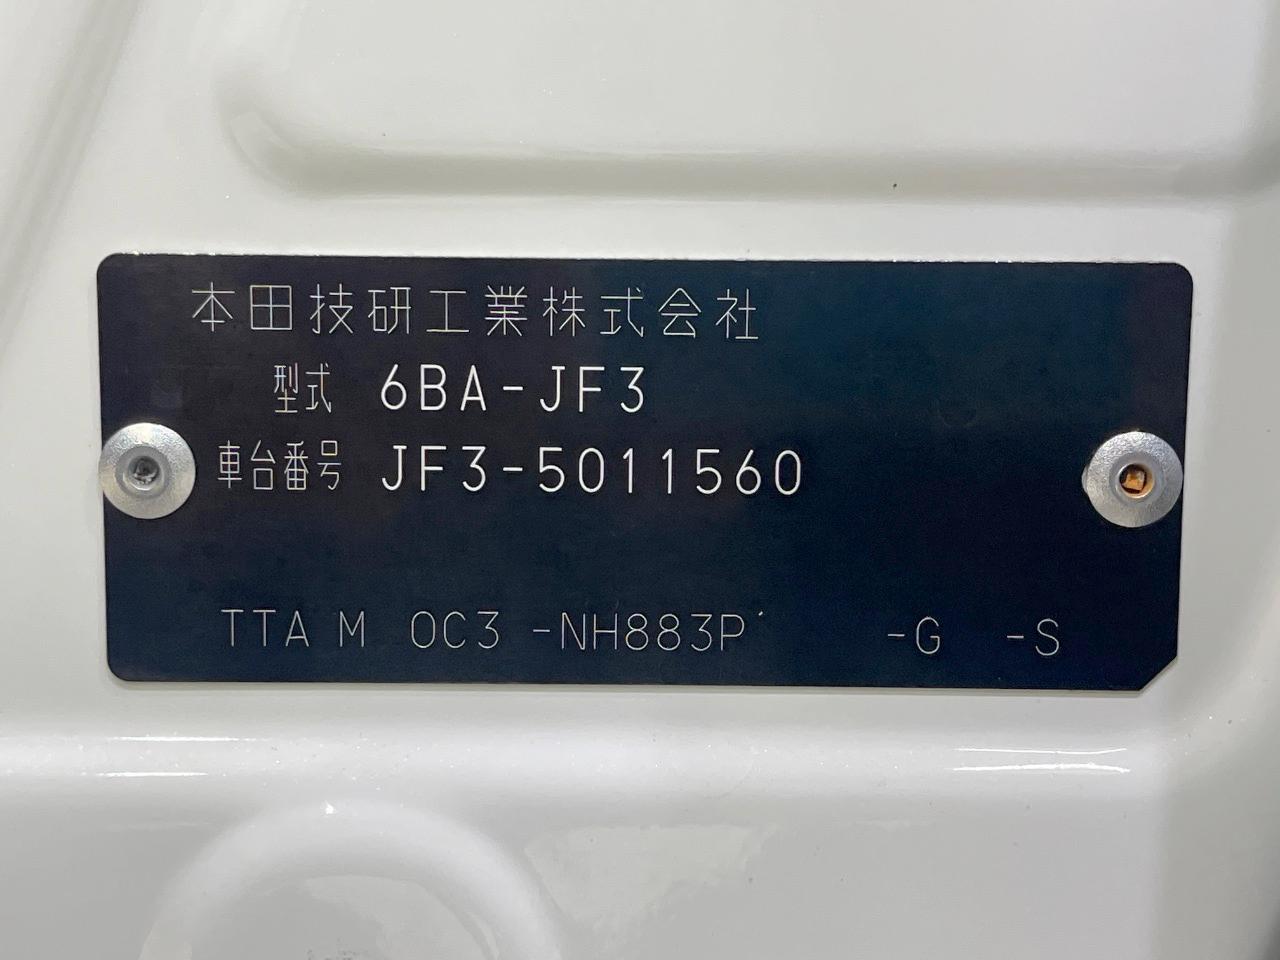 本田技研工業株式会社
型式 6BA-JF3
車台番号 JF3-5011560
TTA M 0C3 -NH883P -G -S